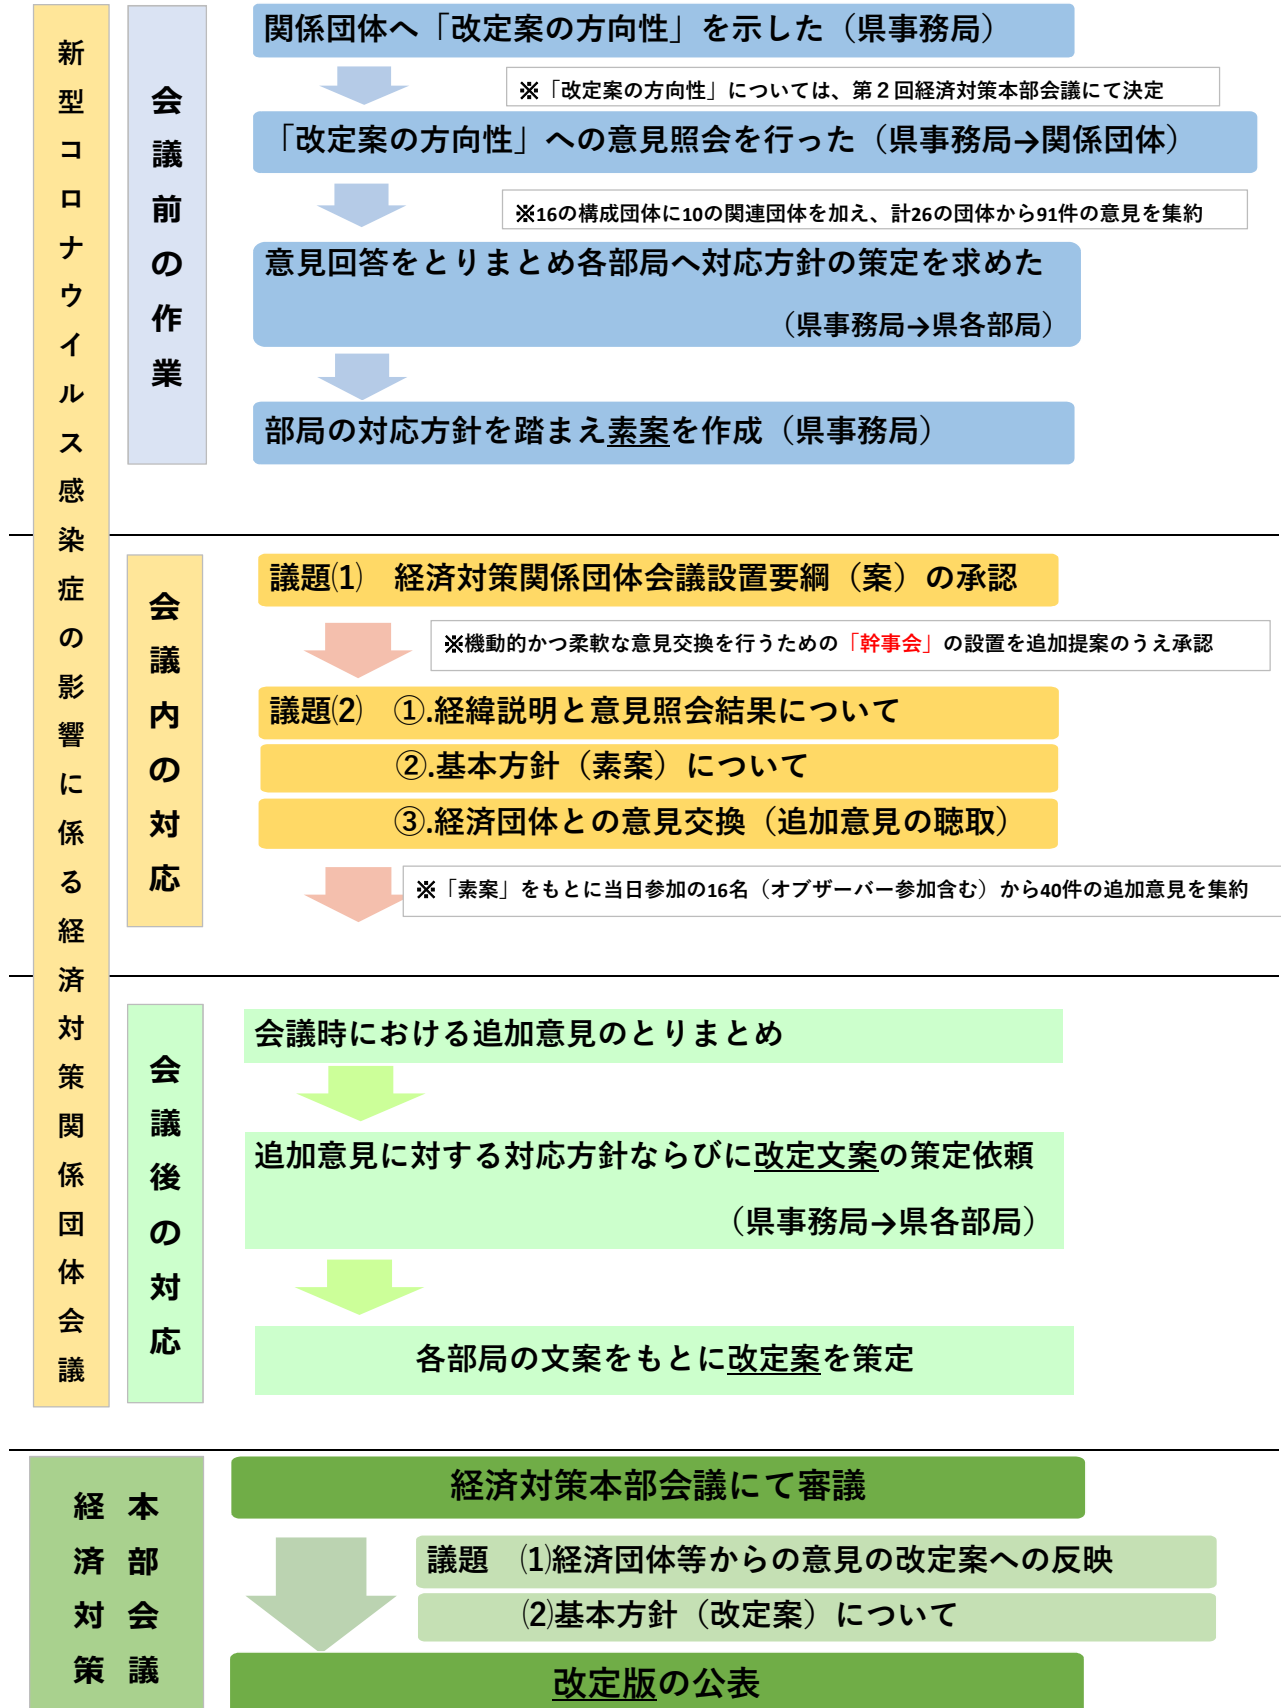 新型コロナウイルス感染症の影響に係る経済対策関係団体会議
会議前の作業
関係団体へ「改定案の方向性」を示した（県事務局）
※「改定案の方向性」については、第２回経済対策本部会議にて決定
「改定案の方向性」への意見照会を行った（県事務局→関係団体）
※16の構成団体に10の関連団体を加え、計26の団体から91件の意見を集約
意見回答をとりまとめ各部局へ対応方針の策定を求めた
（県事務局→県各部局）
部局の対応方針を踏まえ素案を作成（県事務局）
会議内の対応
議題⑴　経済対策関係団体会議設置要綱（案）の承認
※機動的かつ柔軟な意見交換を行うための「幹事会」の設置を追加提案のうえ承認
議題⑵　①.経緯説明と意見照会結果について
②.基本方針（素案）について
③.経済団体との意見交換（追加意見の聴取）
※「素案」をもとに当日参加の16名（オブザーバー参加含む）から40件の追加意見を集約
会議後の対応
会議時における追加意見のとりまとめ
追加意見に対する対応方針ならびに改定文案の策定依頼
（県事務局→県各部局）
各部局の文案をもとに改定案を策定
経済対策
本部会議
経済対策本部会議にて審議
議題　⑴経済団体等からの意見の改定案への反映
⑵基本方針（改定案）について
改定版の公表